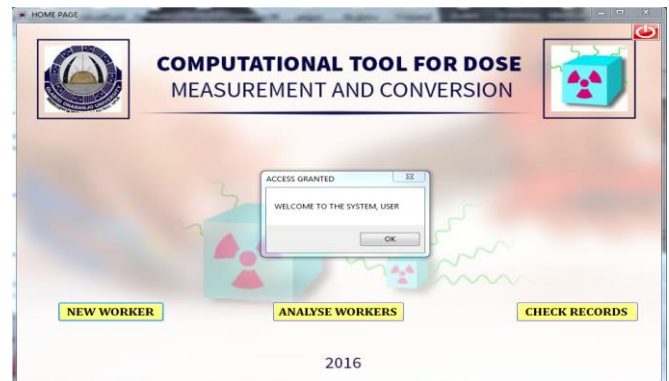 HOME PAGE
COMPUTATIONAL TOOL FOR DOSE
MEASUREMENT AND CONVERSION
ACCESS GRANTED
WELCOME TO THE SYSTEM, USER
OK
NEW WORKER
ANALYSE WORKERS
CHECK RECORDS
2016